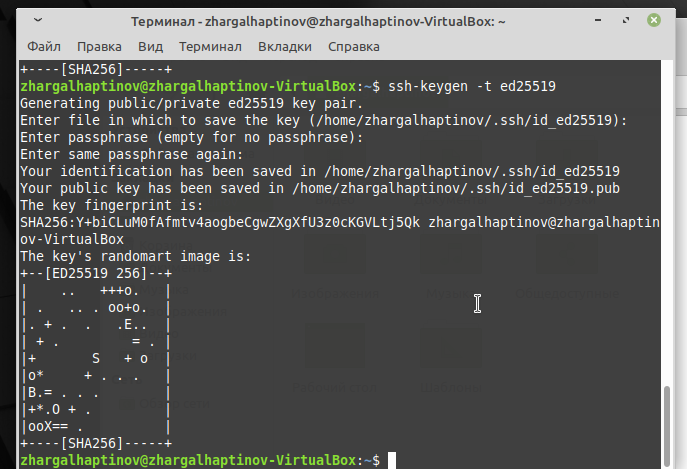 Терминал - zhargalhaptinov@zhargalhaptinov-VirtualBox: ~
Файл Правка Вид Терминал Вкладки Справка
+----[SHA256]-----+
zhargalhaptinov@zhargalhaptinov-VirtualBox:~$ ssh-keygen -t ed25519
Generating public/private ed25519 key pair.
Enter file in which to save the key (/home/zhargalhaptinov/.ssh/id_ed25519):
Enter passphrase (empty for no passphrase):
Enter same passphrase again:
Your identification has been saved in /home/zhargalhaptinov/.ssh/id_ed25519
Your public key has been saved in /home/zhargalhaptinov/.ssh/id_ed25519.pub
The key fingerprint is:
SHA256:Y+biCLuM0fAfmtv4aogbeCgwZXgXfU3z0cKGVLtj5Qk zhargalhaptinov@zhargalhaptin
ov-VirtualBox
The key's randomart image is:
+--[ED25519 256]--+
|    ..   +++o.   |
| .   .. . oo+o.  |
|. + .  .   .E..  |
| + .         = . |
|+       S   + o  |
|o*     + . . .   |
|B.= . . .        |
|+*.O + .         |
|ooX== .          |
+----[SHA256]-----+
zhargalhaptinov@zhargalhaptinov-VirtualBox:~$